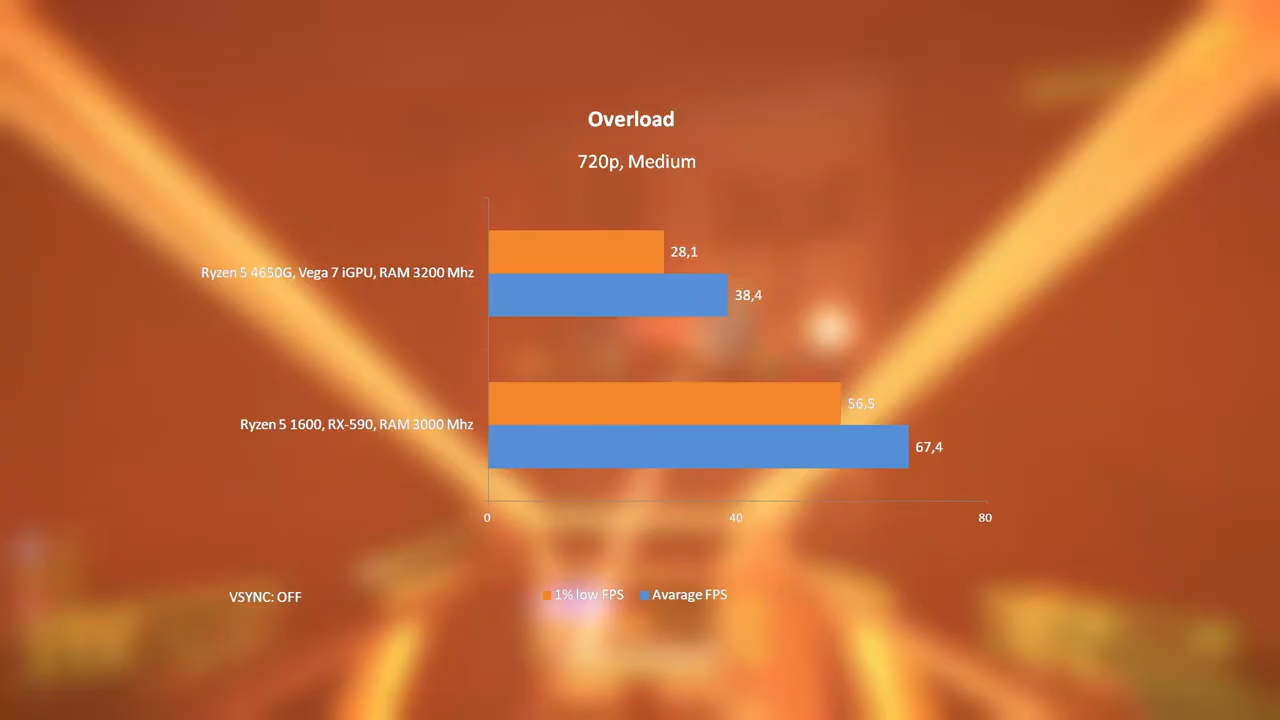 Overload
720p, Medium
28,1
Ryzen 5 4650G, Vega 7 iGPU, RAM 3200 Mhz
38,4
56,5
Ryzen 5 1600, RX-590, RAM 3000 Mhz
67,4
0 40 80
VSYNC: OFF
1% low FPS Avarage FPS